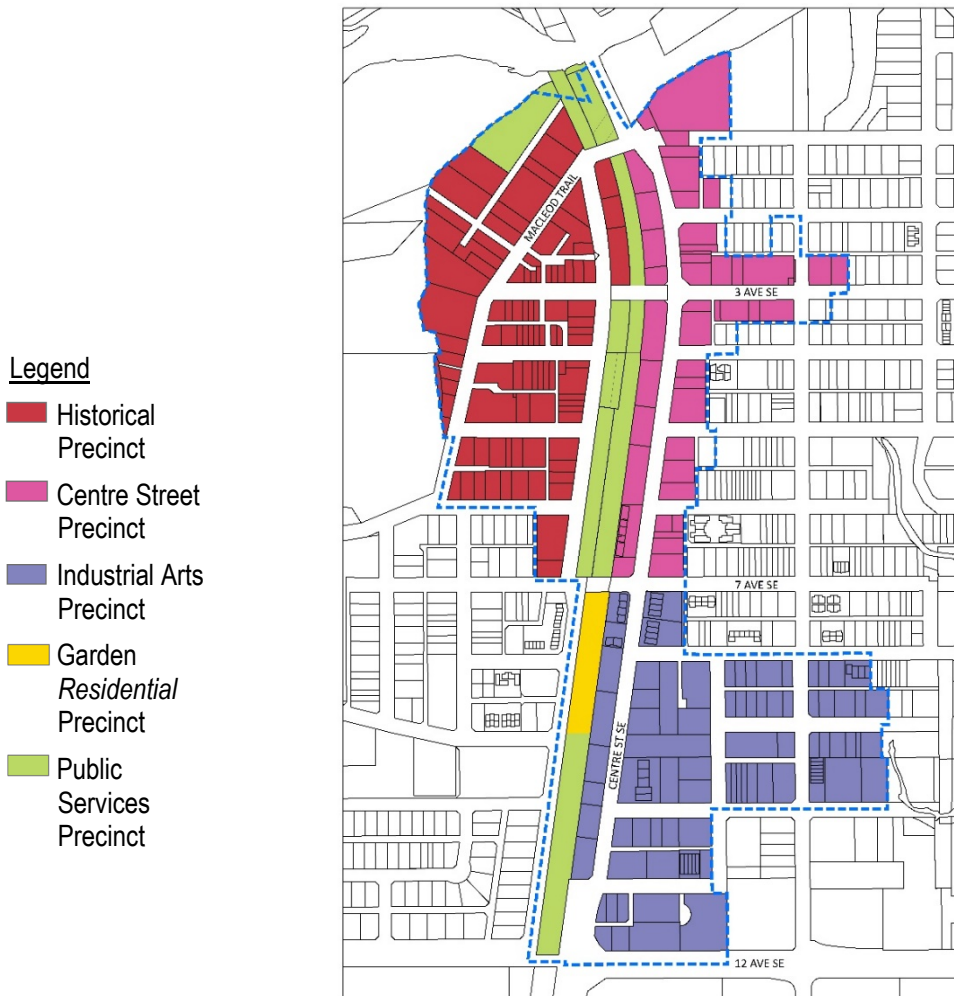 Legend
Historical
Precinct
Centre Street
Precinct
Industrial Arts
Precinct
Garden
Residential
Precinct
Public
Services
Precinct
MACLEOD TRAIL
3 AVE SE
7 AVE SE
CENTRE ST SE
12 AVE SE